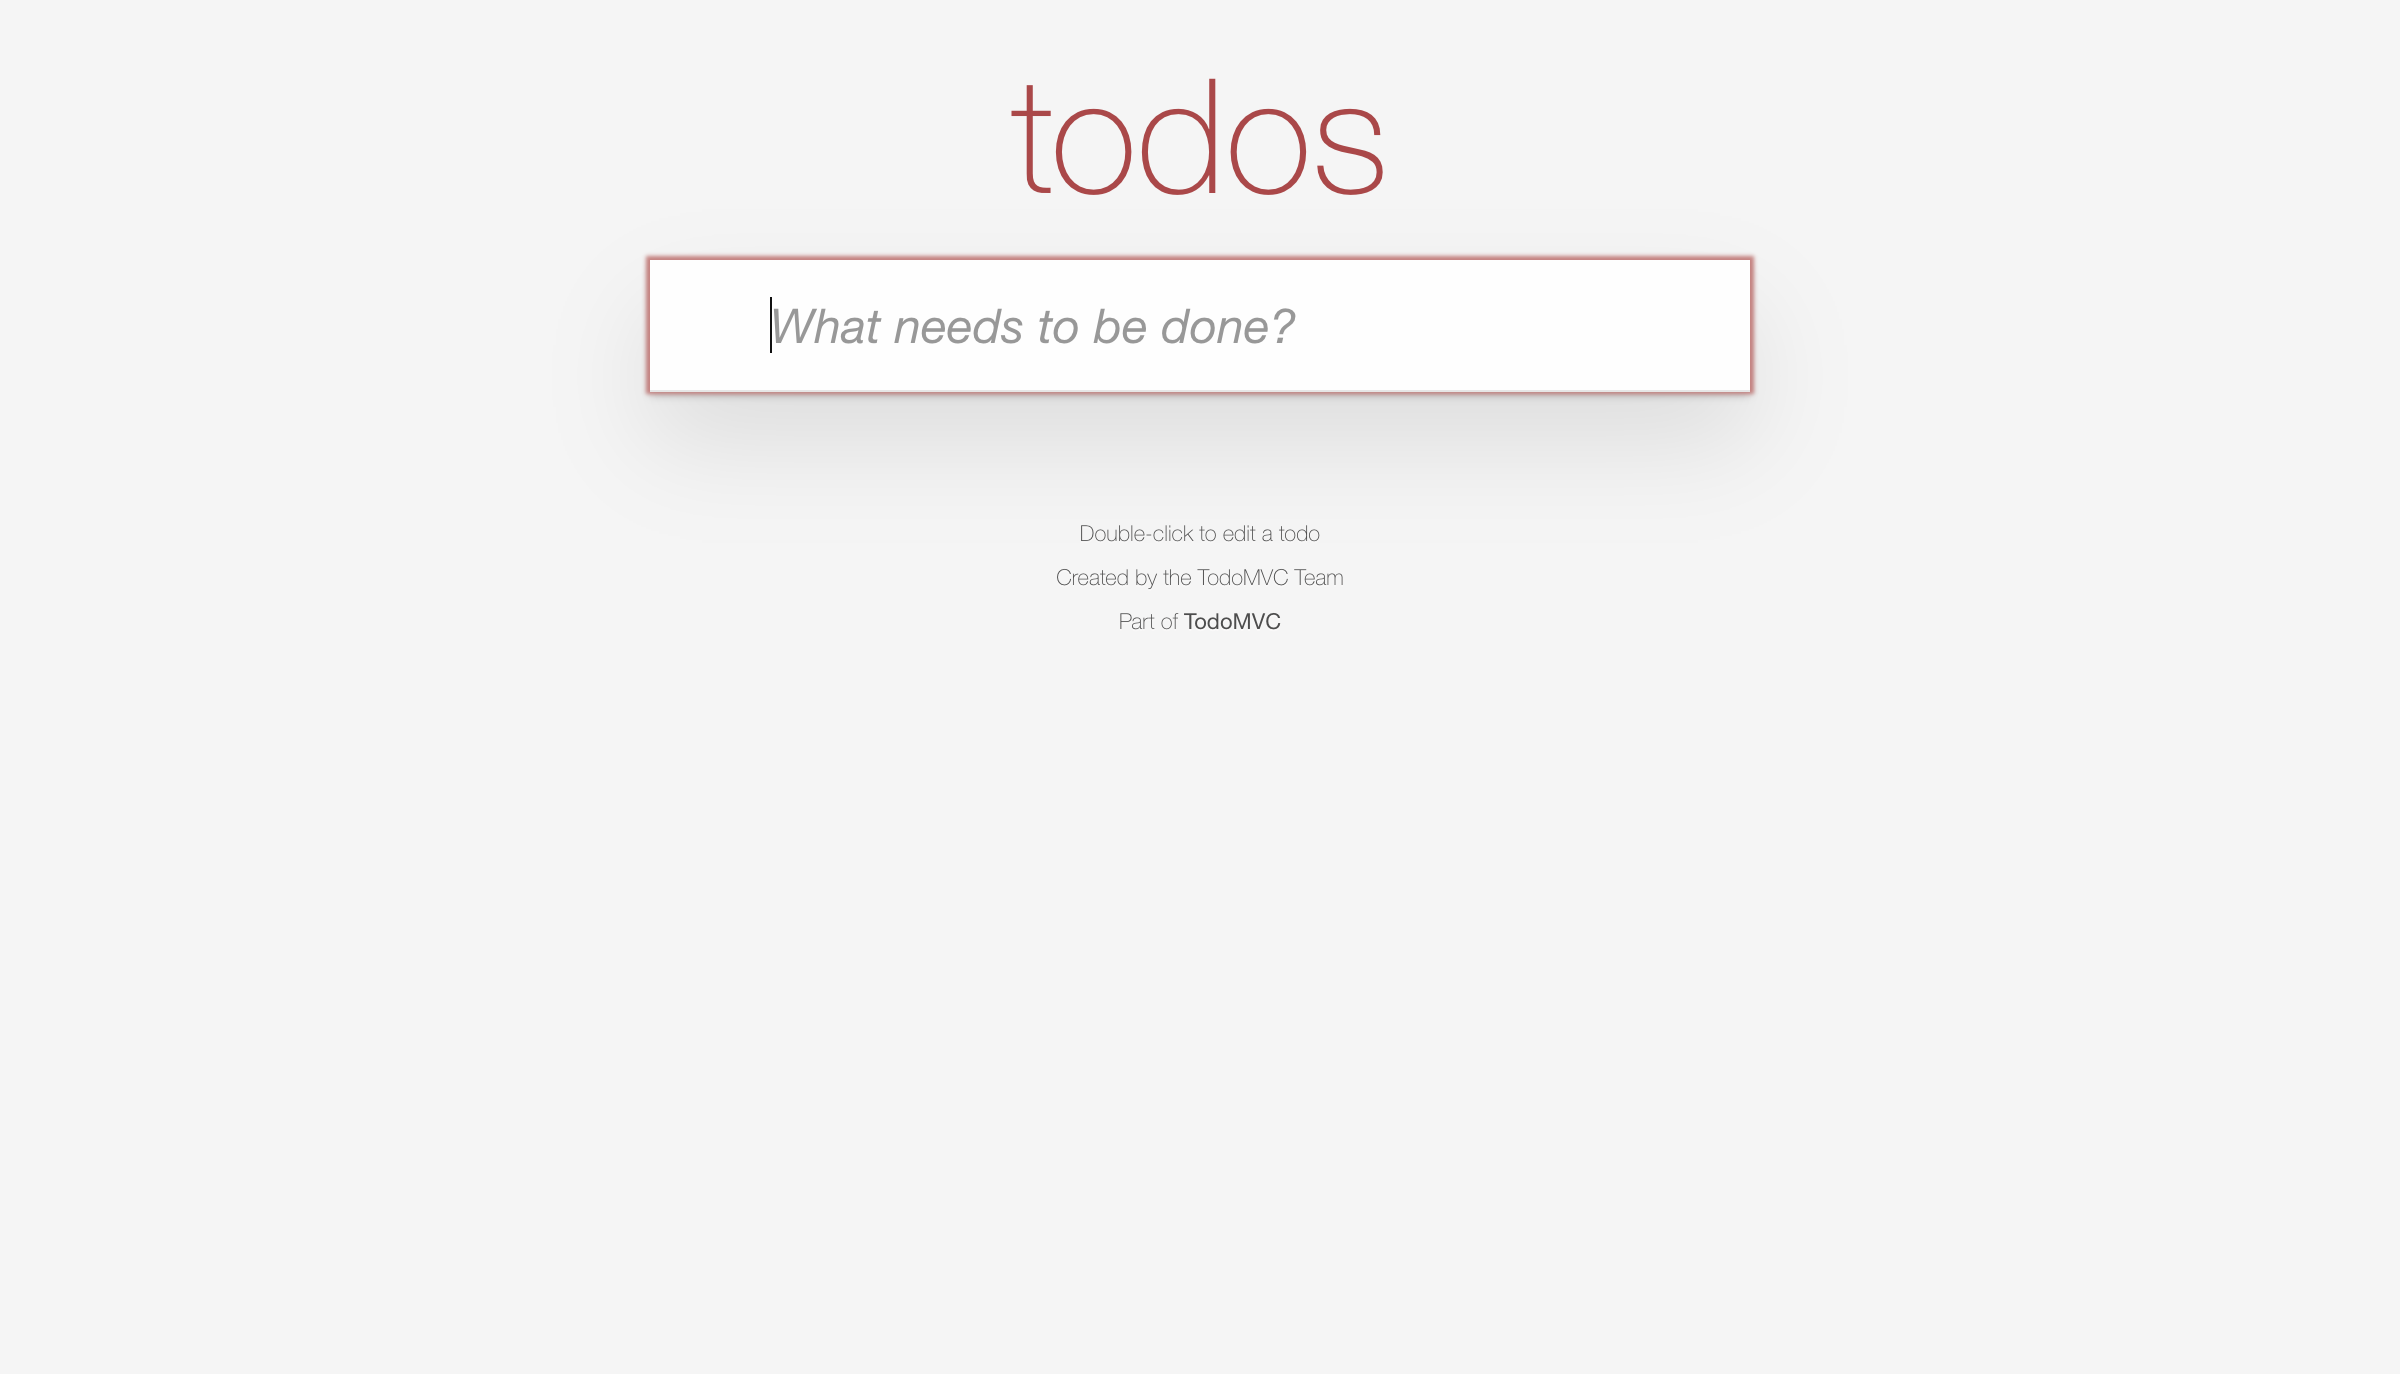 todos
What needs to be done?
Double-click to edit a todo
Created by the TodoMVC Team
Part of TodoMVC